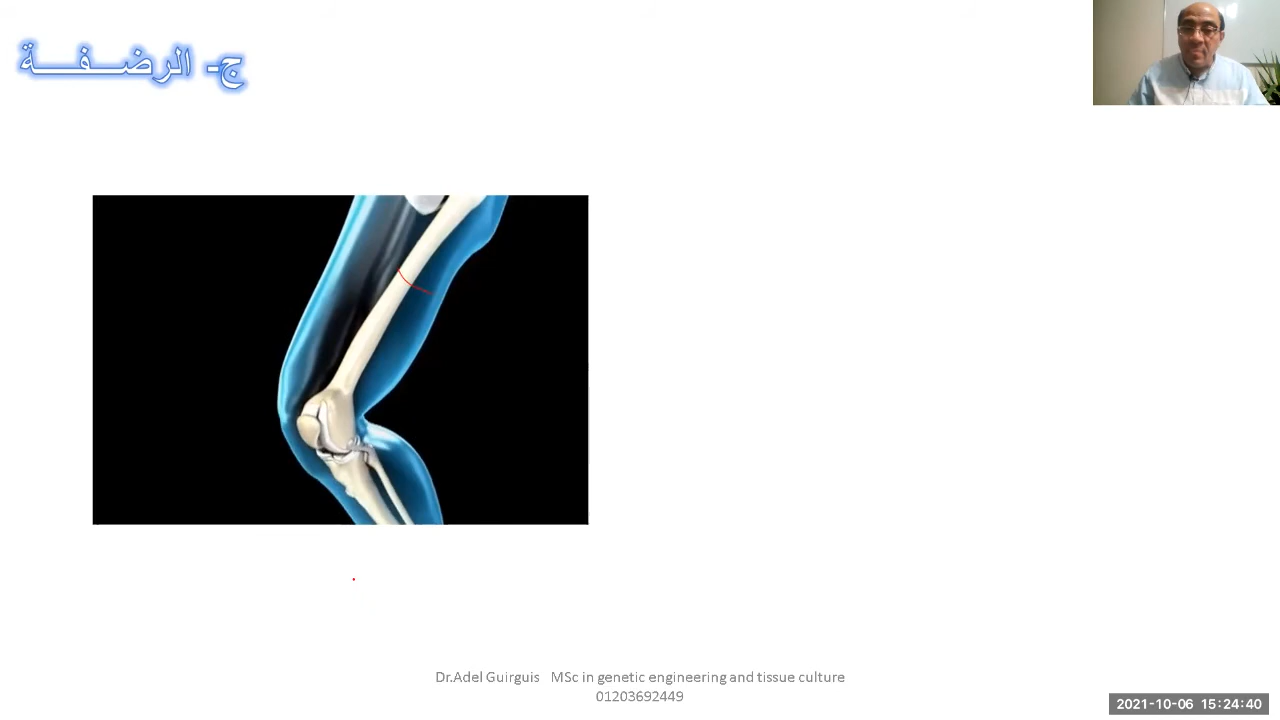 ج- الرضفة
Dr.Adel Guirguis MSc in genetic engineering and tissue culture
01203692449
2021-10-06 15:24:40